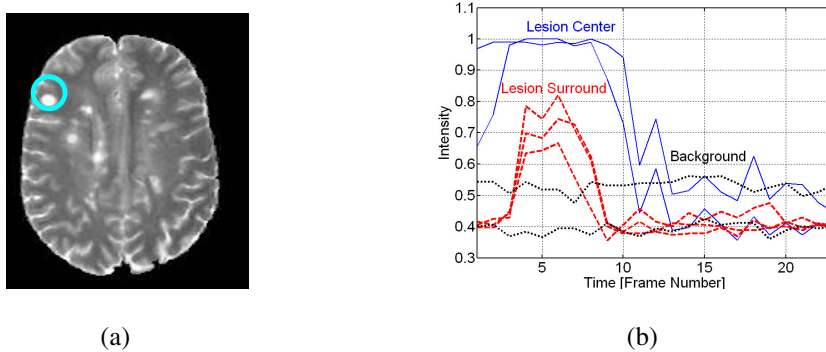 1.1
1
0.9
0.8
0.7
0.6
0.5
0.4
0.3
Intensity
Lesion Center
Lesion Surround
Background
5 10 15 20
Time [Frame Number]
(a) (b)